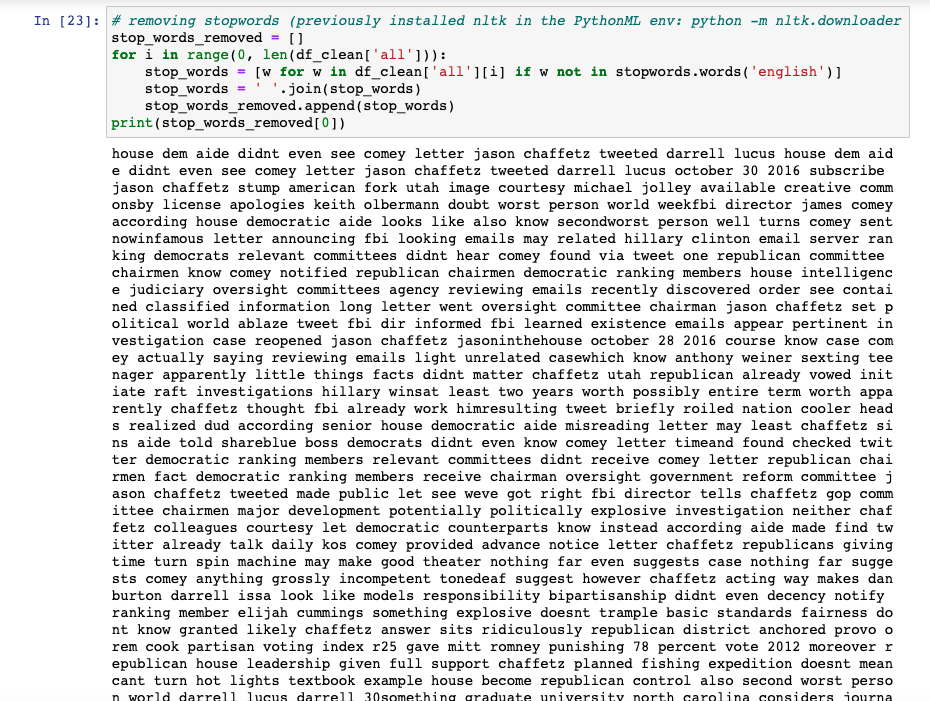 In [23]: # removing stopwords (previously installed nltk in the PythonML env: python -m nltk.downloader
stop_words_removed = []
for i in range(0, len(df_clean['all'])):
    stop_words = [w for w in df_clean['all'][i] if w not in stopwords.words('english')]
    stop_words = ' '.join(stop_words)
    stop_words_removed.append(stop_words)
print(stop_words_removed[0])
house dem aide didnt even see comey letter jason chaffetz tweeted darrell lucus house dem aid
e didnt even see comey letter jason chaffetz tweeted darrell lucus october 30 2016 subscribe
jason chaffetz stump american fork utah image courtesy michael jolley available creative comm
onsby license apologies keith olbermann doubt worst person world weekfbi director james comey
according house democratic aide looks like also know secondworst person well turns comey sent
nowinfamous letter announcing fbi looking emails may related hillary clinton email server ran
king democrats relevant committees didnt hear comey found via tweet one republican committee
chairmen know comey notified republican chairmen democratic ranking members house intelligenc
e judiciary oversight committees agency reviewing emails recently discovered order see contai
ned classified information long letter went oversight committee chairman jason chaffetz set p
olitical world ablaze tweet fbi dir informed fbi learned existence emails appear pertinent in
vestigation case reopened jason chaffetz jasoninthehouse october 28 2016 course know case com
ey actually saying reviewing emails light unrelated casewhich know anthony weiner sexting tee
nager apparently little things facts didnt matter chaffetz utah republican already vowed init
iate raft investigations hillary winsat least two years worth possibly entire term worth appa
rently chaffetz thought fbi already work himresulting tweet briefly roiled nation cooler head
s realized dud according senior house democratic aide misreading letter may least chaffetz si
ns aide told shareblue boss democrats didnt even know comey letter timeand found checked twit
ter democratic ranking members relevant committees didnt receive comey letter republican chai
rmen fact democratic ranking members receive chairman oversight government reform committee j
ason chaffetz tweeted made public let see weve got right fbi director tells chaffetz gop comm
ittee chairmen major development potentially politically explosive investigation neither chaf
fetz colleagues courtesy let democratic counterparts know instead according aide made find tw
itter already talk daily kos comey provided advance notice letter chaffetz republicans giving
time turn spin machine may make good theater nothing far even suggests case nothing far sugge
sts comey anything grossly incompetent tonedeaf suggest however chaffetz acting way makes dan
burton darrell issa look like models responsibility bipartisanship didnt even decency notify
ranking member elijah cummings something explosive doesnt trample basic standards fairness do
nt know granted likely chaffetz answer sits ridiculously republican district anchored provo o
rem cook partisan voting index r25 gave mitt romney punishing 78 percent vote 2012 moreover r
epublican house leadership given full support chaffetz planned fishing expedition doesnt mean
cant turn hot lights textbook example house become republican control also second worst perso
n world darrell lucus darrell 30something graduate university north carolina considers journa